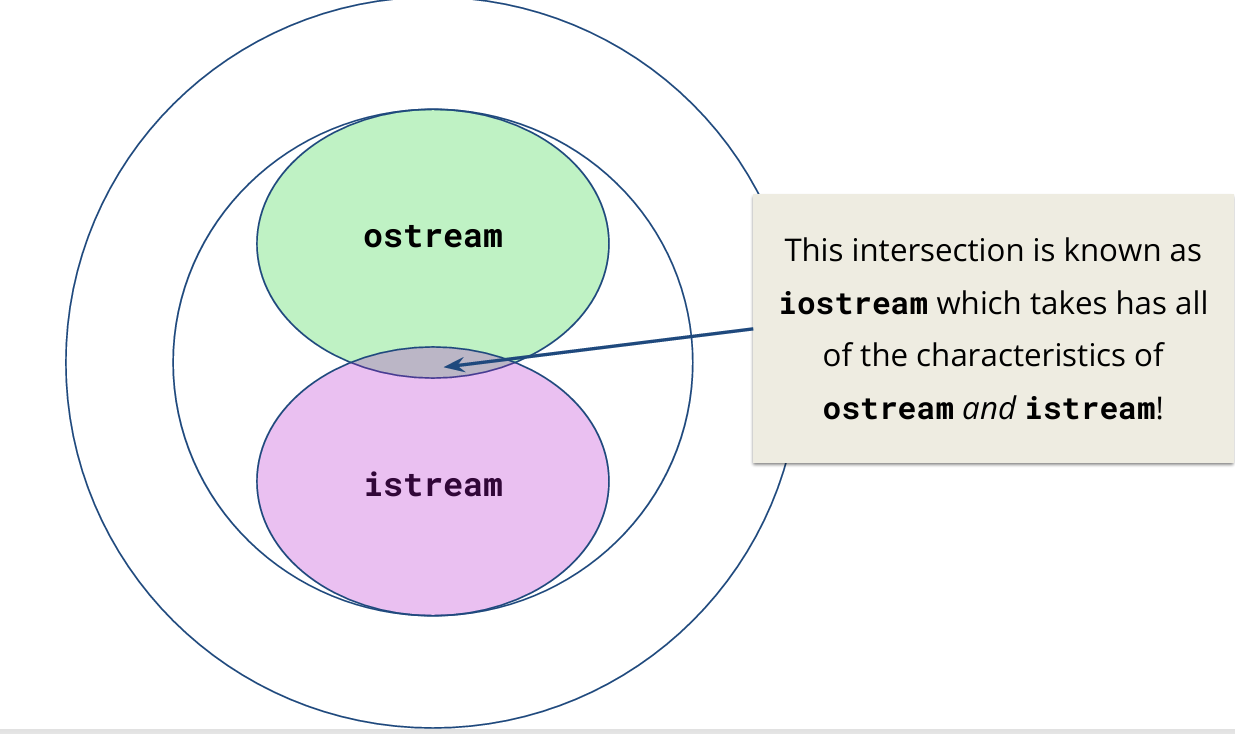 ostream
istream
This intersection is known as
iostream which takes has all
of the characteristics of
ostream and istream!